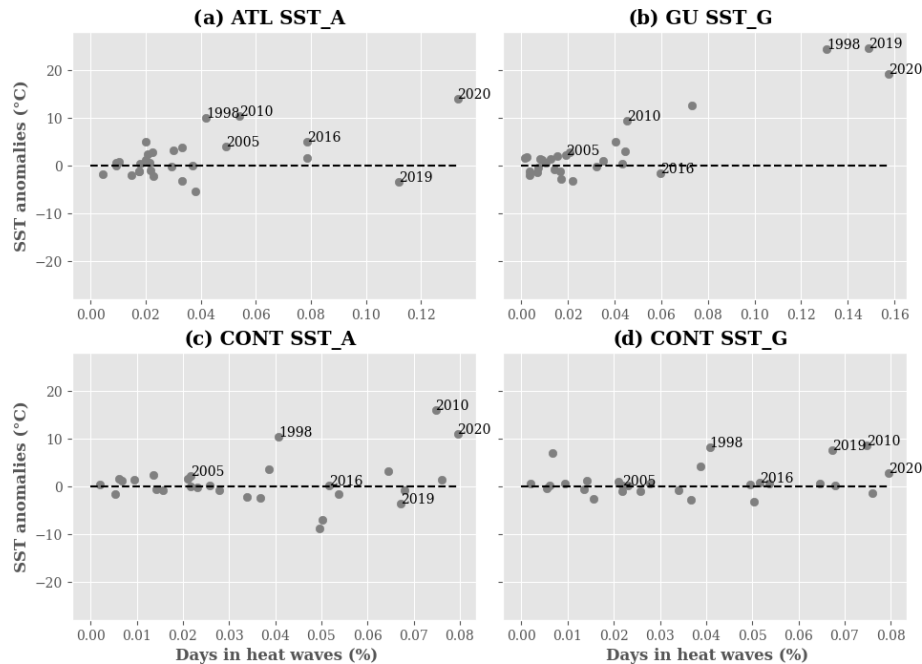 (a) ATL SST_A
(b) GU SST_G
SST anomalies (°C)
20
10
0
−10
−20
1998
2010
2005
2016
2019
2020
1998
2019
2020
2010
2005
2016
0.00 0.02 0.04 0.06 0.08 0.10 0.12
0.00 0.02 0.04 0.06 0.08 0.10 0.12 0.14 0.16
(c) CONT SST_A
(d) CONT SST_G
SST anomalies (°C)
20
10
0
−10
−20
2010
2020
1998
2005
2016
2019
1998
2019
2010
2020
2005
2016
0.00 0.01 0.02 0.03 0.04 0.05 0.06 0.07 0.08
0.00 0.01 0.02 0.03 0.04 0.05 0.06 0.07 0.08
Days in heat waves (%)
Days in heat waves (%)